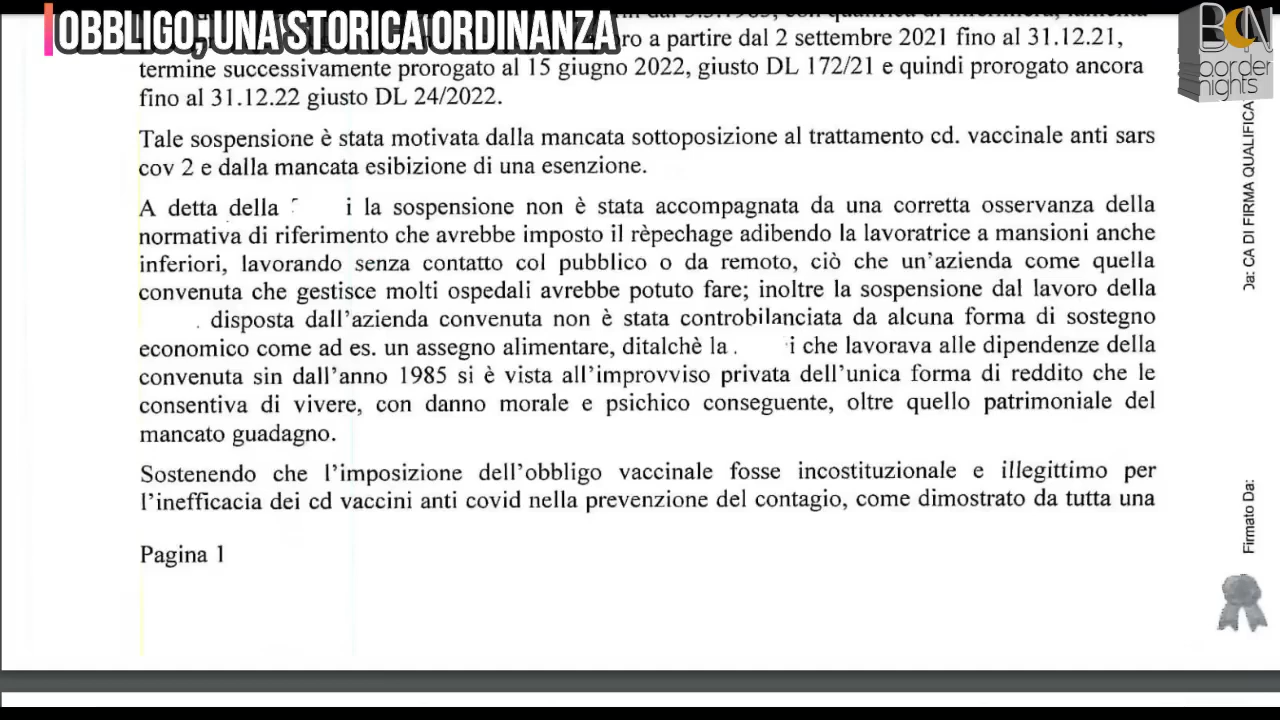 OBBLIGO, UNA STORICA ORDINANZA
BCN
border
nights
ro a partire dal 2 settembre 2021 fino al 31.12.21,
termine successivamente prorogato al 15 giugno 2022, giusto DL 172/21 e quindi prorogato ancora
fino al 31.12.22 giusto DL 24/2022.
Tale sospensione è stata motivata dalla mancata sottoposizione al trattamento cd. vaccinale anti sars
cov 2 e dalla mancata esibizione di una esenzione.
A detta della i la sospensione non è stata accompagnata da una corretta osservanza della
normativa di riferimento che avrebbe imposto il rèpechage adibendo la lavoratrice a mansioni anche
inferiori, lavorando senza contatto col pubblico o da remoto, ciò che un'azienda come quella
convenuta che gestisce molti ospedali avrebbe potuto fare; inoltre la sospensione dal lavoro della
. disposta dall'azienda convenuta non è stata controbilanciata da alcuna forma di sostegno
economico come ad es. un assegno alimentare, ditalchè la . i che lavorava alle dipendenze della
convenuta sin dall'anno 1985 si è vista all'improvviso privata dell'unica forma di reddito che le
consentiva di vivere, con danno morale e psichico conseguente, oltre quello patrimoniale del
mancato guadagno.
Sostenendo che l'imposizione dell'obbligo vaccinale fosse incostituzionale e illegittimo per
l'inefficacia dei cd vaccini anti covid nella prevenzione del contagio, come dimostrato da tutta una
Pagina 1
Da: CA DI FIRMA QUALIFICA
Firmato Da: